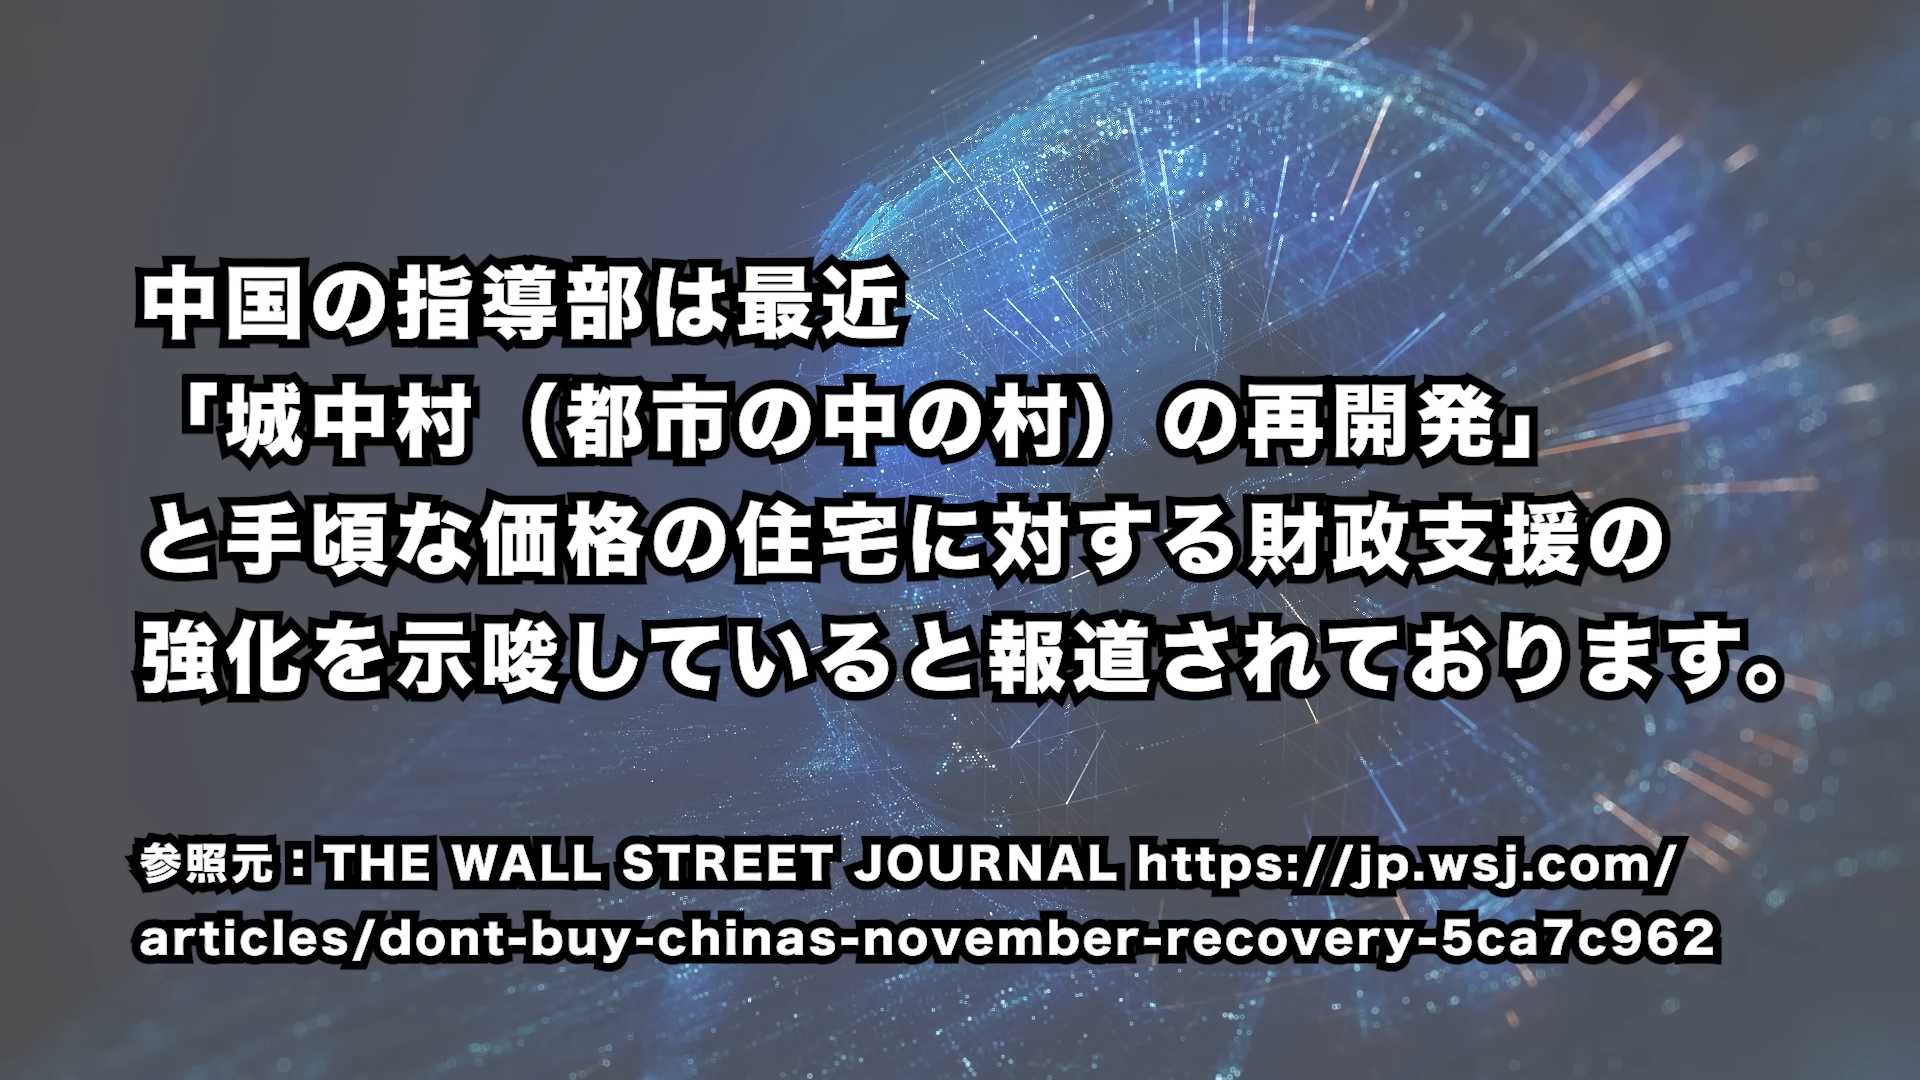 中国の指導部は最近
「城中村（都市の中の村）の再開発」
と手頃な価格の住宅に対する財政支援の
強化を示唆していると報道されております。
参照元：THE WALL STREET JOURNAL https://jp.wsj.com/
articles/dont-buy-chinas-november-recovery-5ca7c962